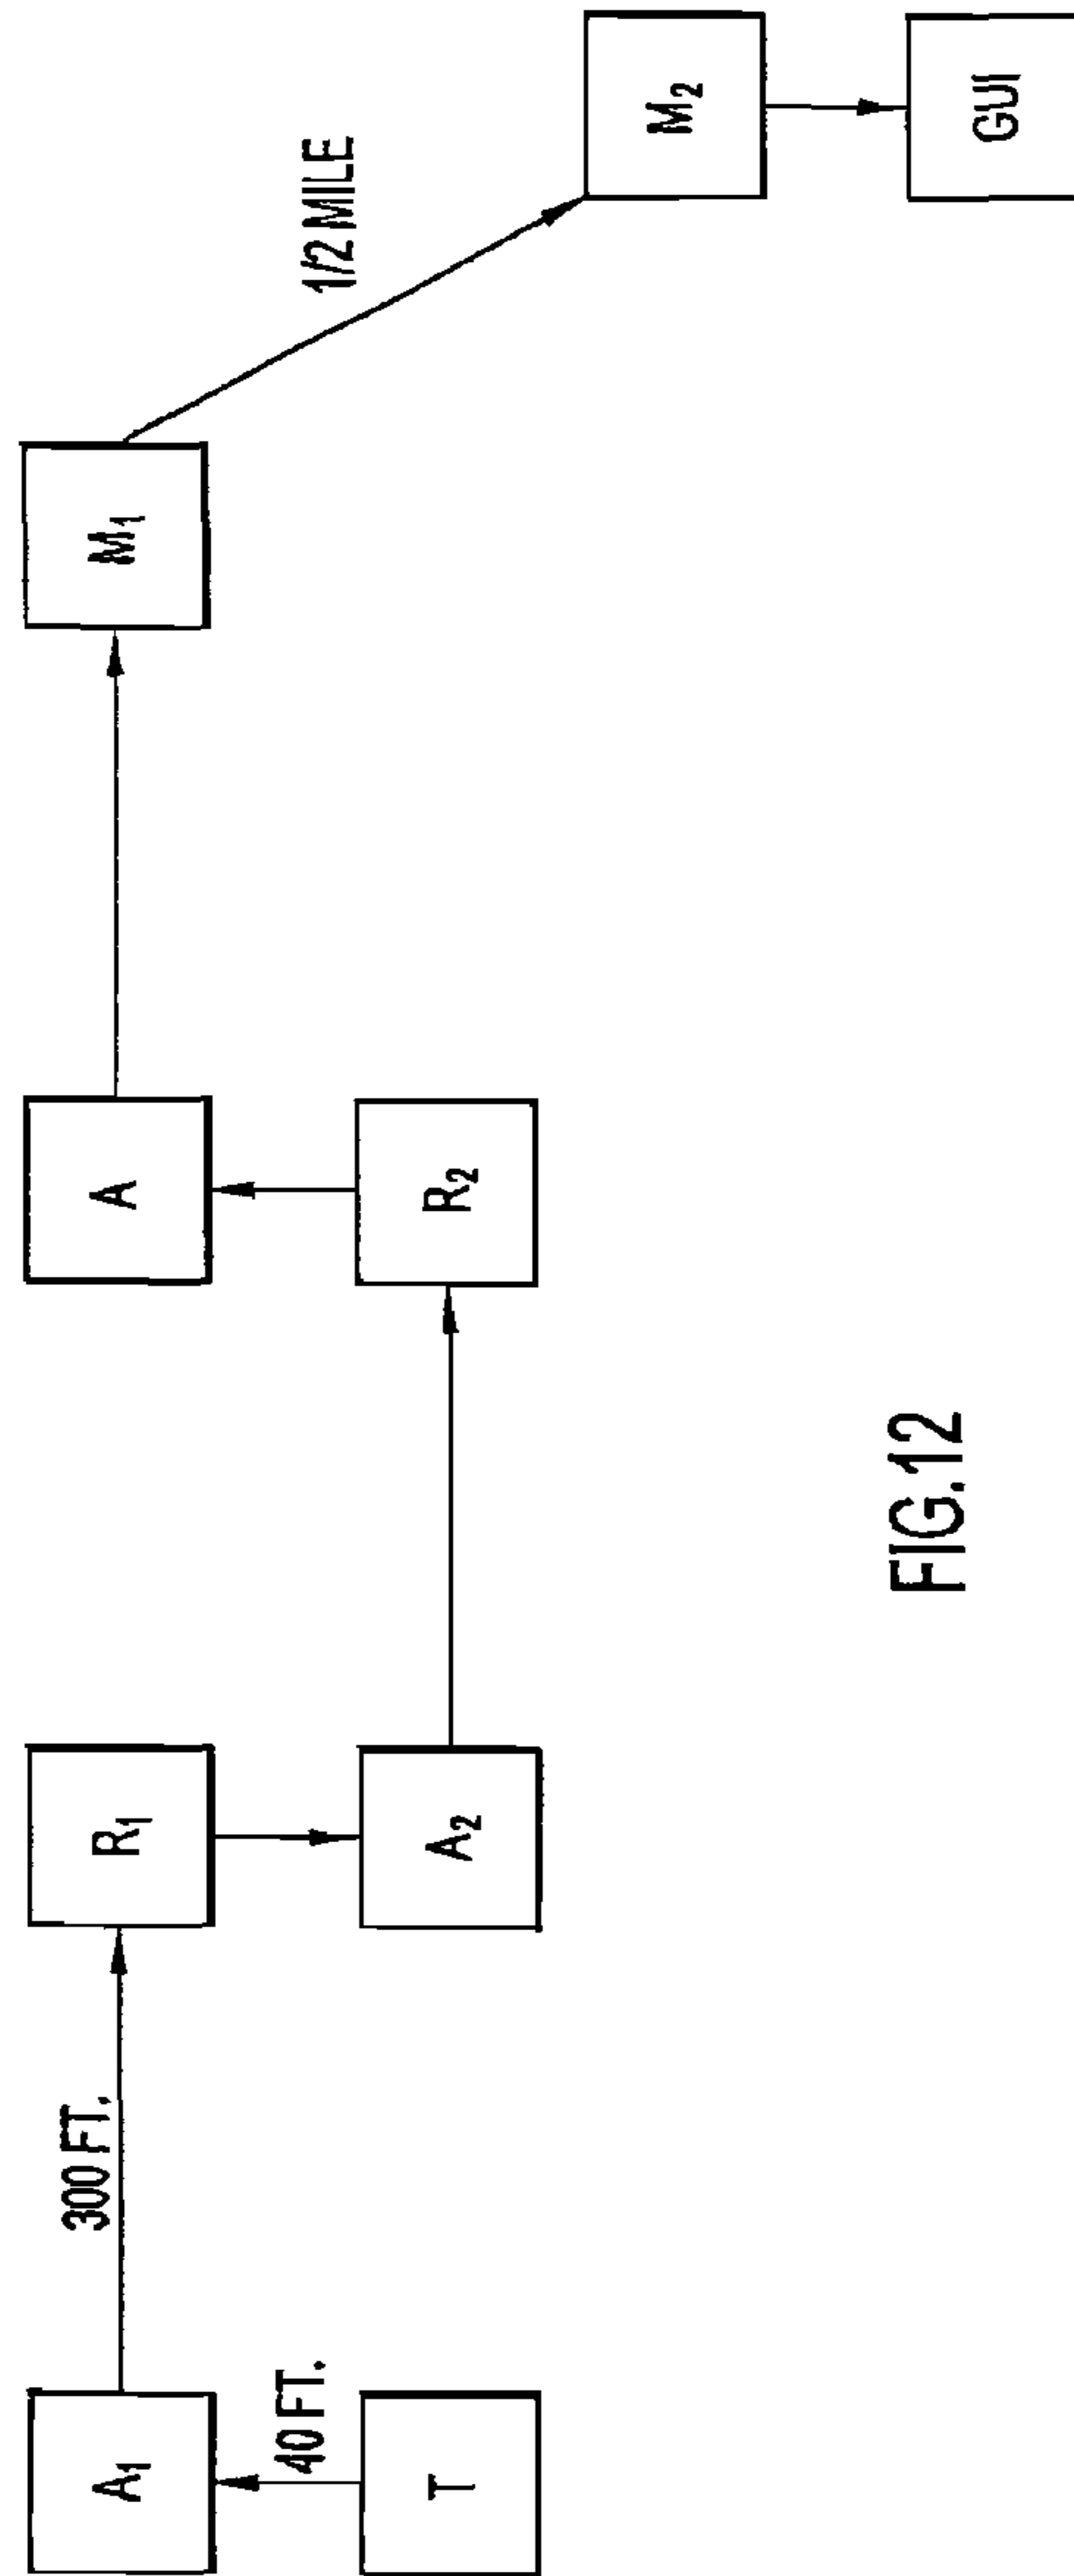 A₁
300 FT.
R₁
A
M₁
1/2 MILE
40 FT.
T
A₂
R₂
M₂
GUI
FIG.12